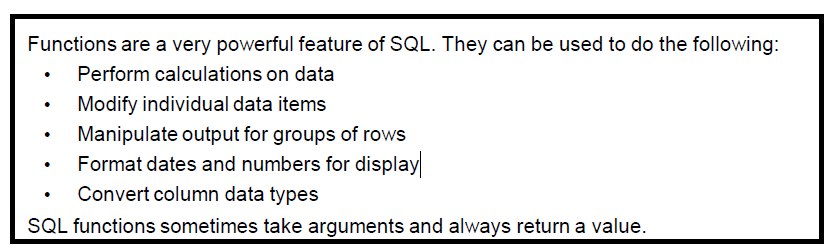 Functions are a very powerful feature of SQL. They can be used to do the following:
• Perform calculations on data
• Modify individual data items
• Manipulate output for groups of rows
• Format dates and numbers for display
• Convert column data types
SQL functions sometimes take arguments and always return a value.